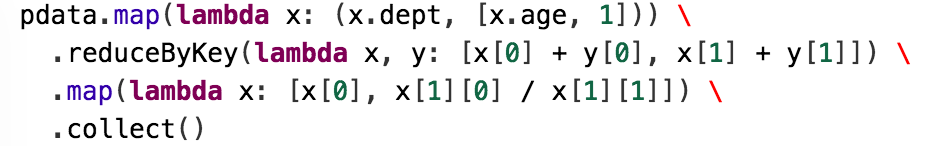 pdata.map(lambda x: (x.dept, [x.age, 1])) \
.reduceByKey(lambda x, y: [x[0] + y[0], x[1] + y[1]]) \
.map(lambda x: [x[0], x[1][0] / x[1][1]]) \
.collect()